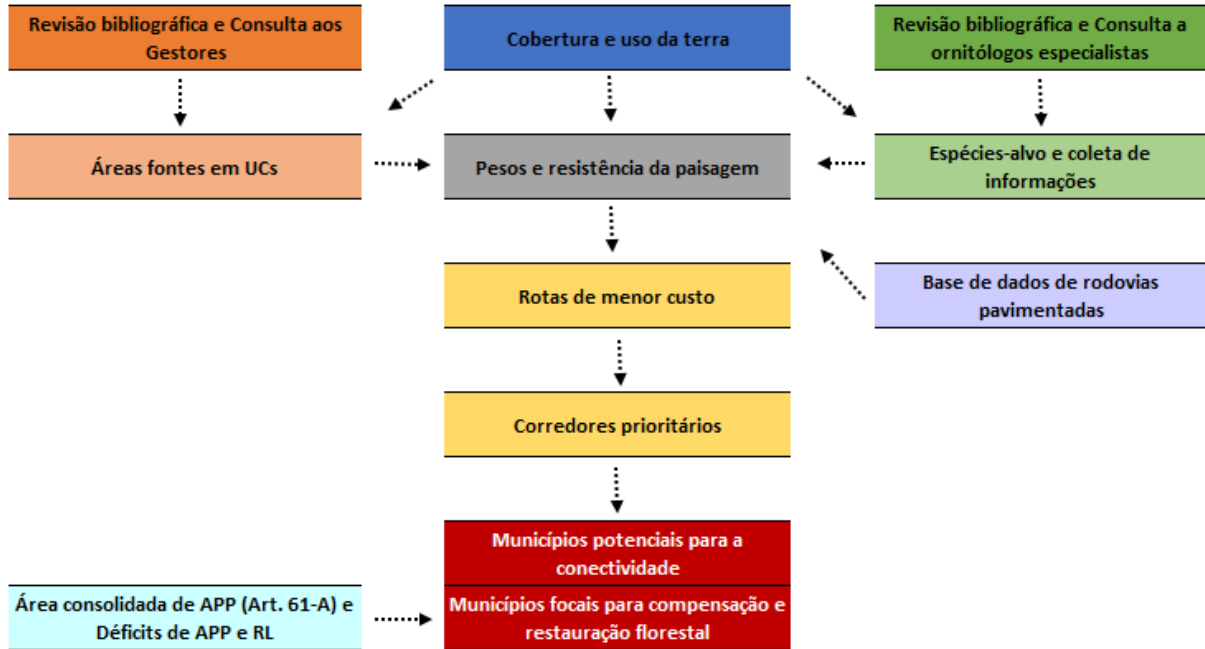 Revisão bibliográfica e Consulta aos
Gestores
Cobertura e uso da terra
Revisão bibliográfica e Consulta a
ornitólogos especialistas
Áreas fontes em UCs
Pesos e resistência da paisagem
Espécies-alvo e coleta de
informações
Rotas de menor custo
Base de dados de rodovias
pavimentadas
Corredores prioritários
Municípios potenciais para a
conectividade
Área consolidada de APP (Art. 61-A) e
Déficits de APP e RL
Municípios focais para compensação e
restauração florestal